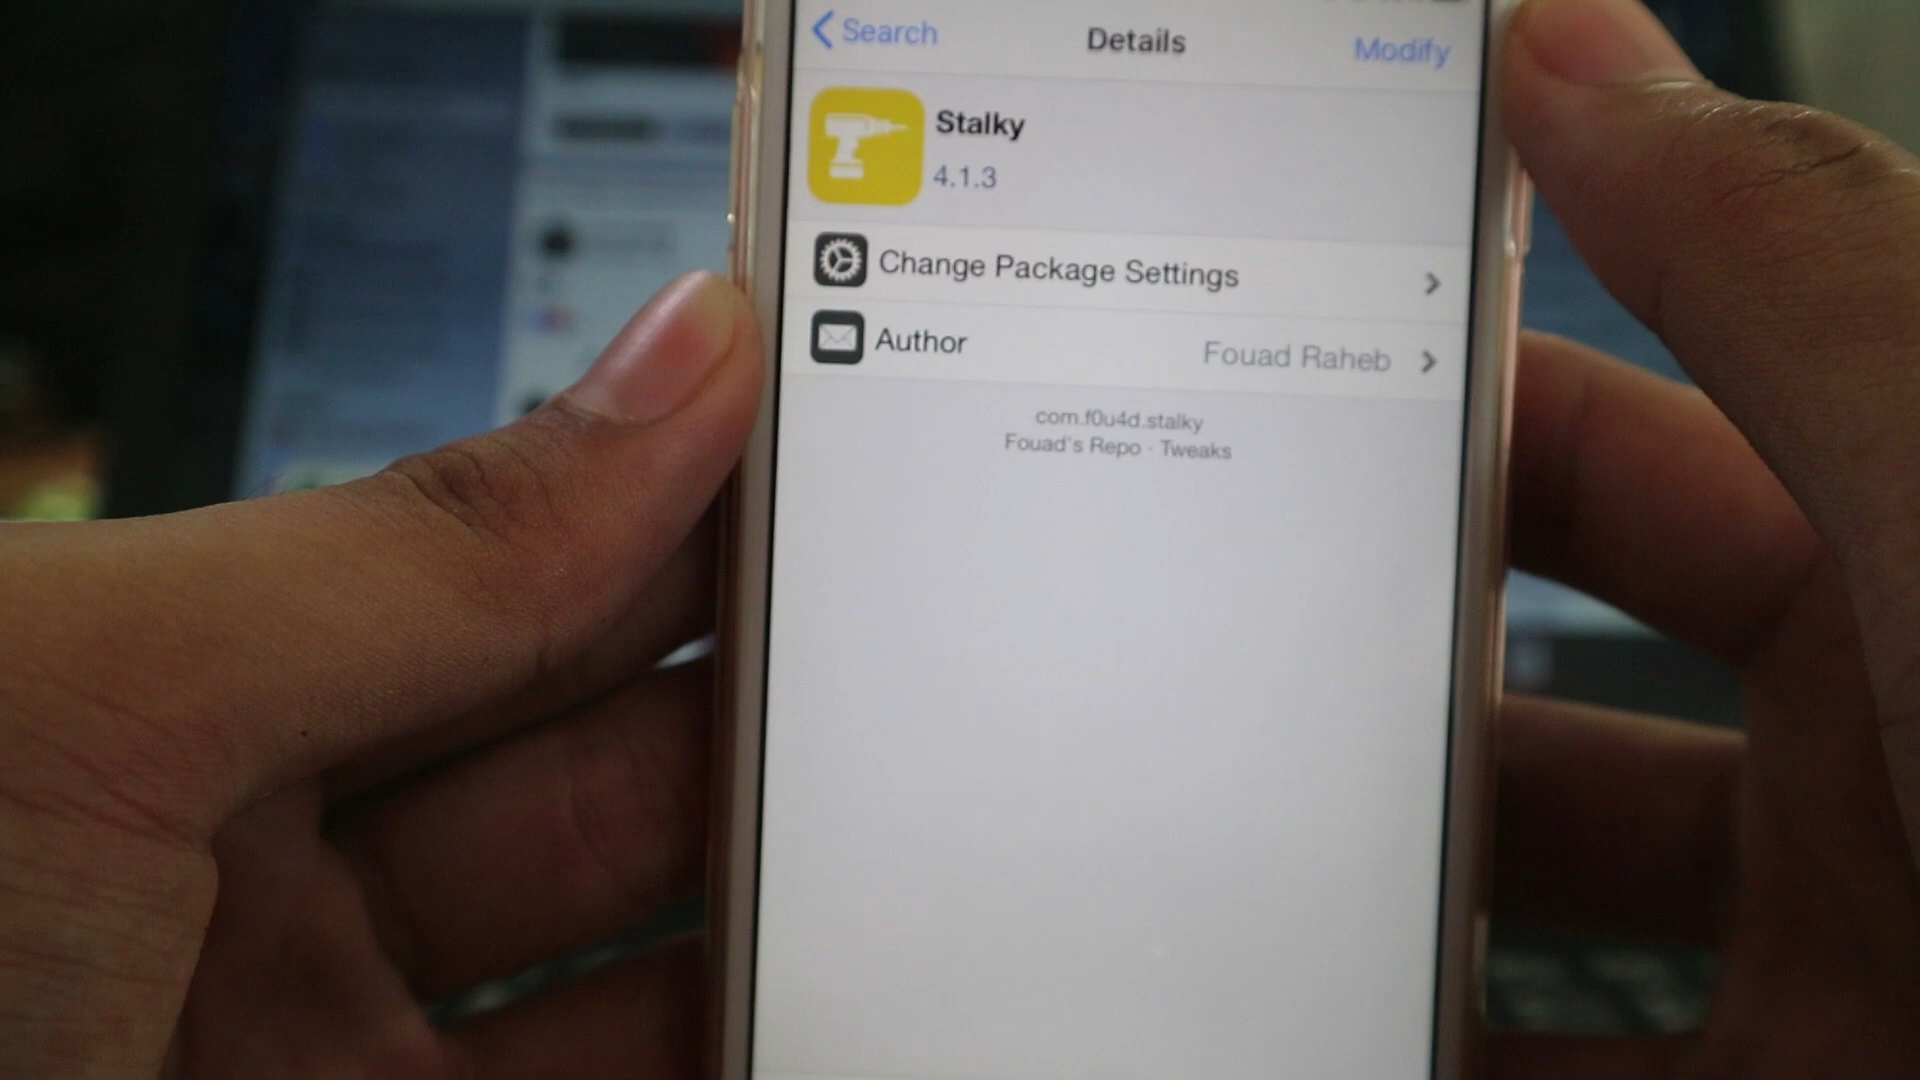 Search
Details
Modify
Stalky
4.1.3
Change Package Settings
Author
Fouad Raheb
com.f0u4d.stalky
Fouad's Repo · Tweaks